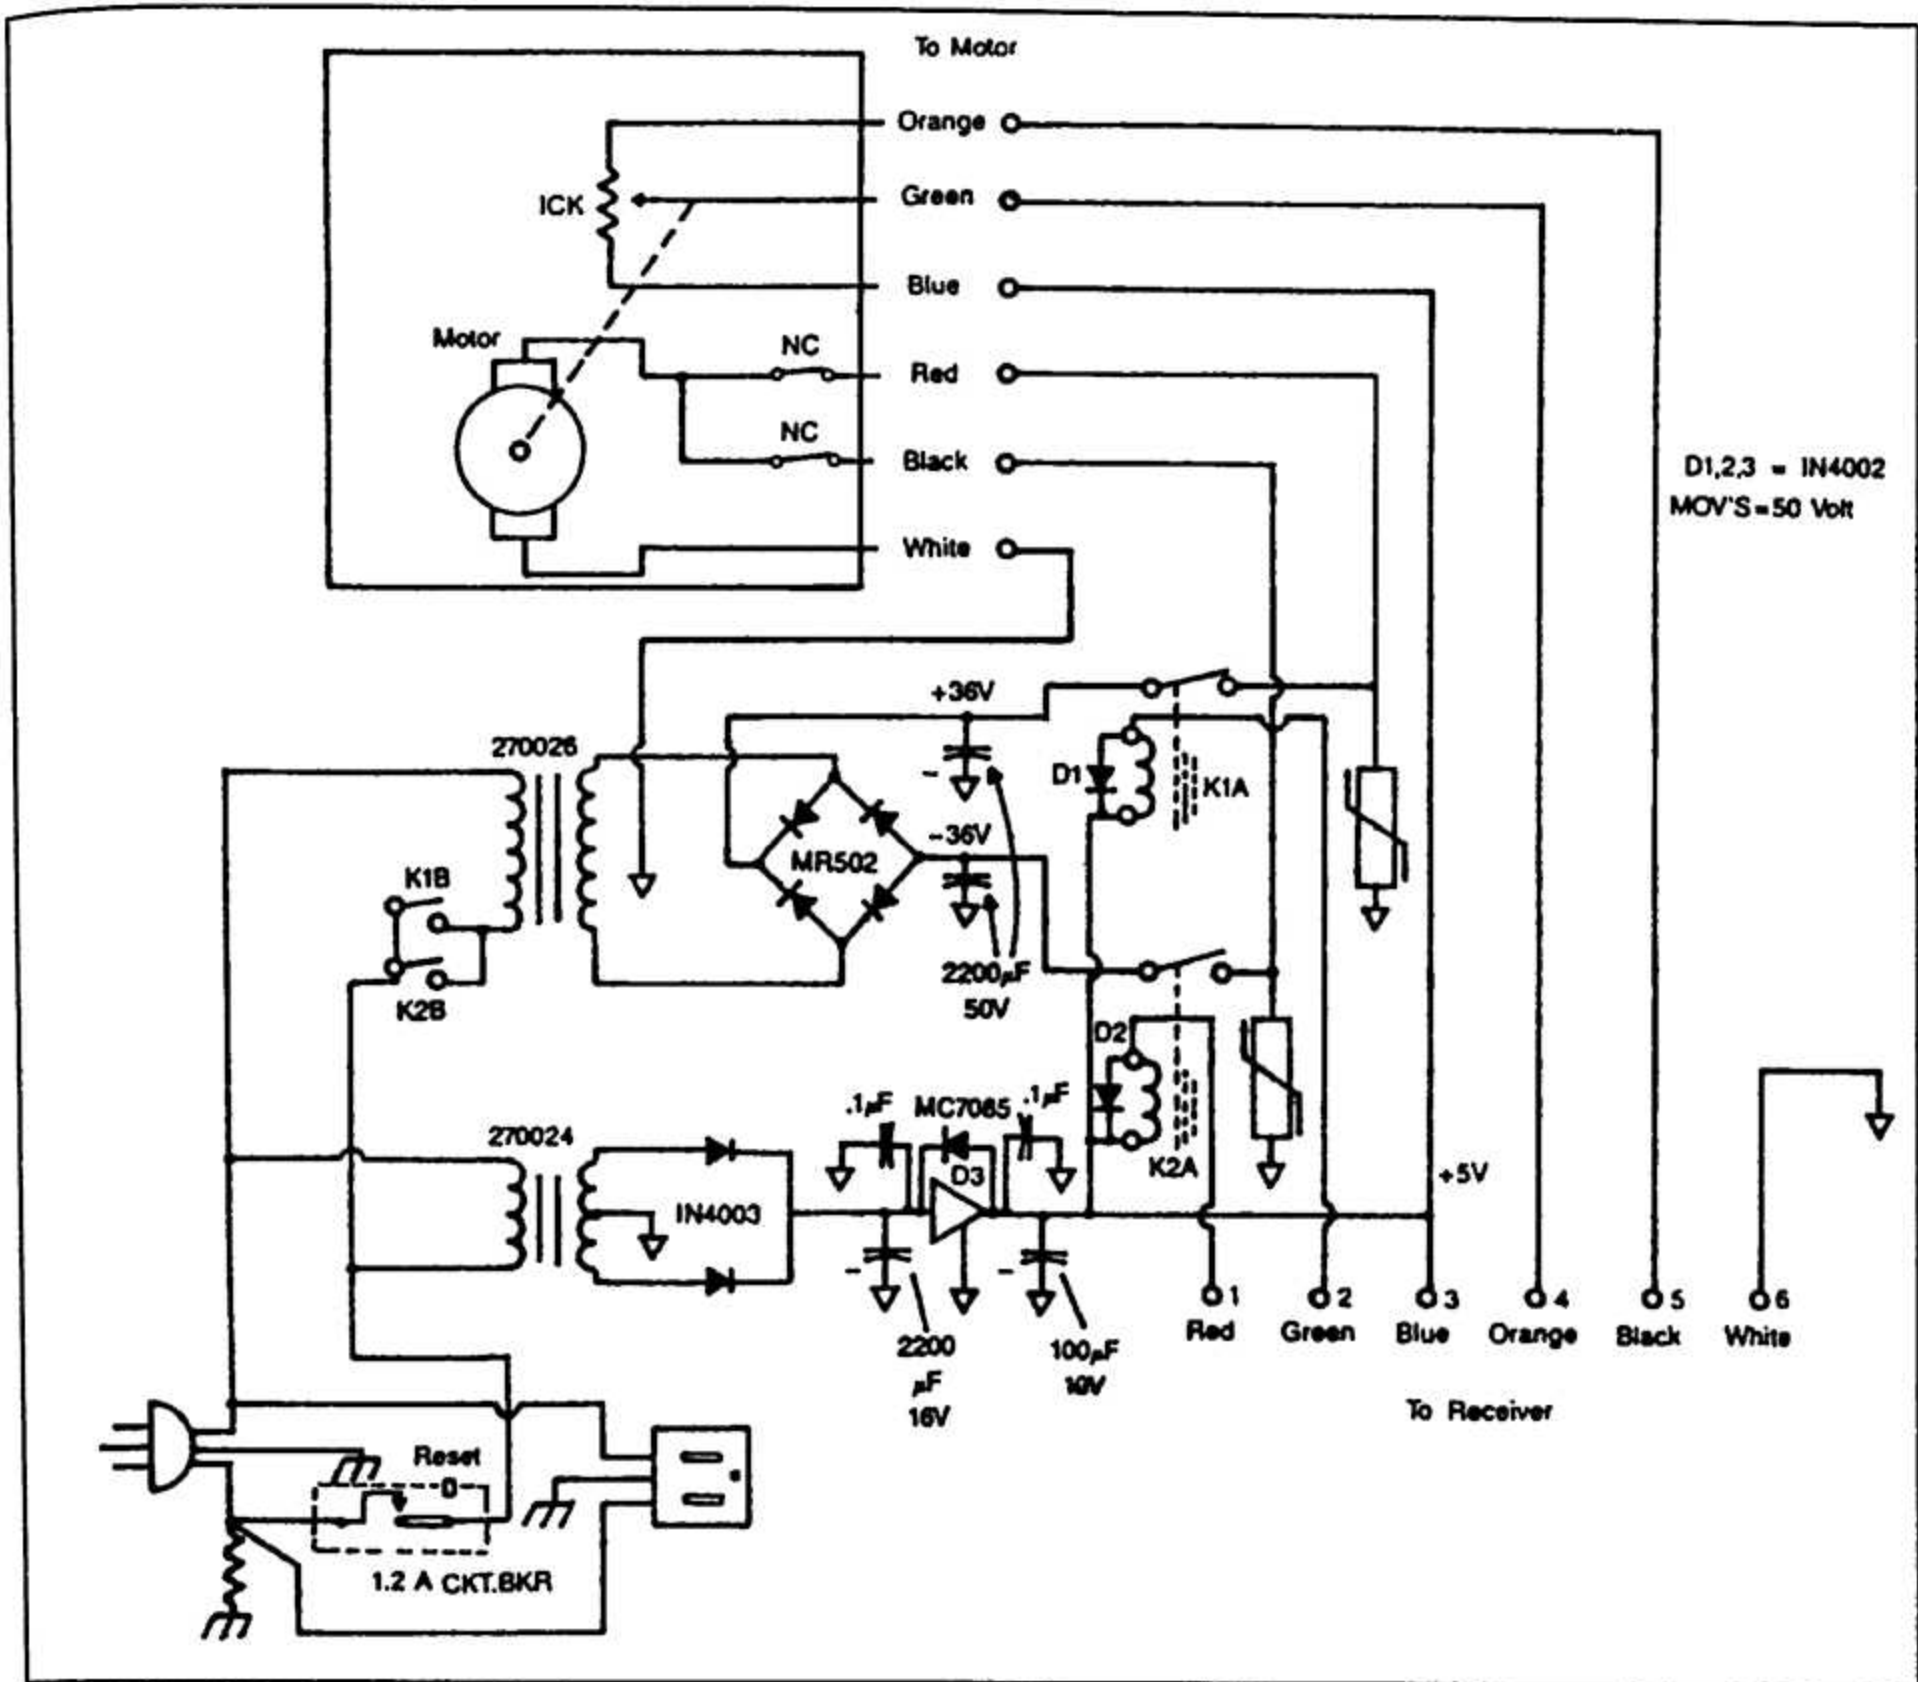 To Motor
Orange
Green
ICK
Blue
Motor
NC
Red
NC
Black
D1,2,3 = IN4002
MOV'S=50 Volt
White
+36V
270026
–
D1
K1A
–36V
MR502
K1B
2200µF
50V
K2B
D2
.1µF
MC7085
.1µF
270024
K2A
+5V
D3
IN4003
–
–
1
2
3
4
5
6
Red
Green
Blue
Orange
Black
White
2200
µF
16V
100µF
10V
To Receiver
Reset
1.2 A CKT.BKR